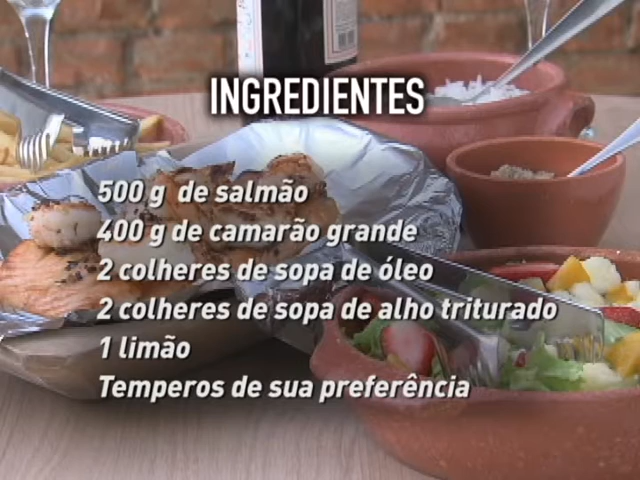 INGREDIENTES
500 g de salmão
400 g de camarão grande
2 colheres de sopa de óleo
2 colheres de sopa de alho triturado
1 limão
Temperos de sua preferência